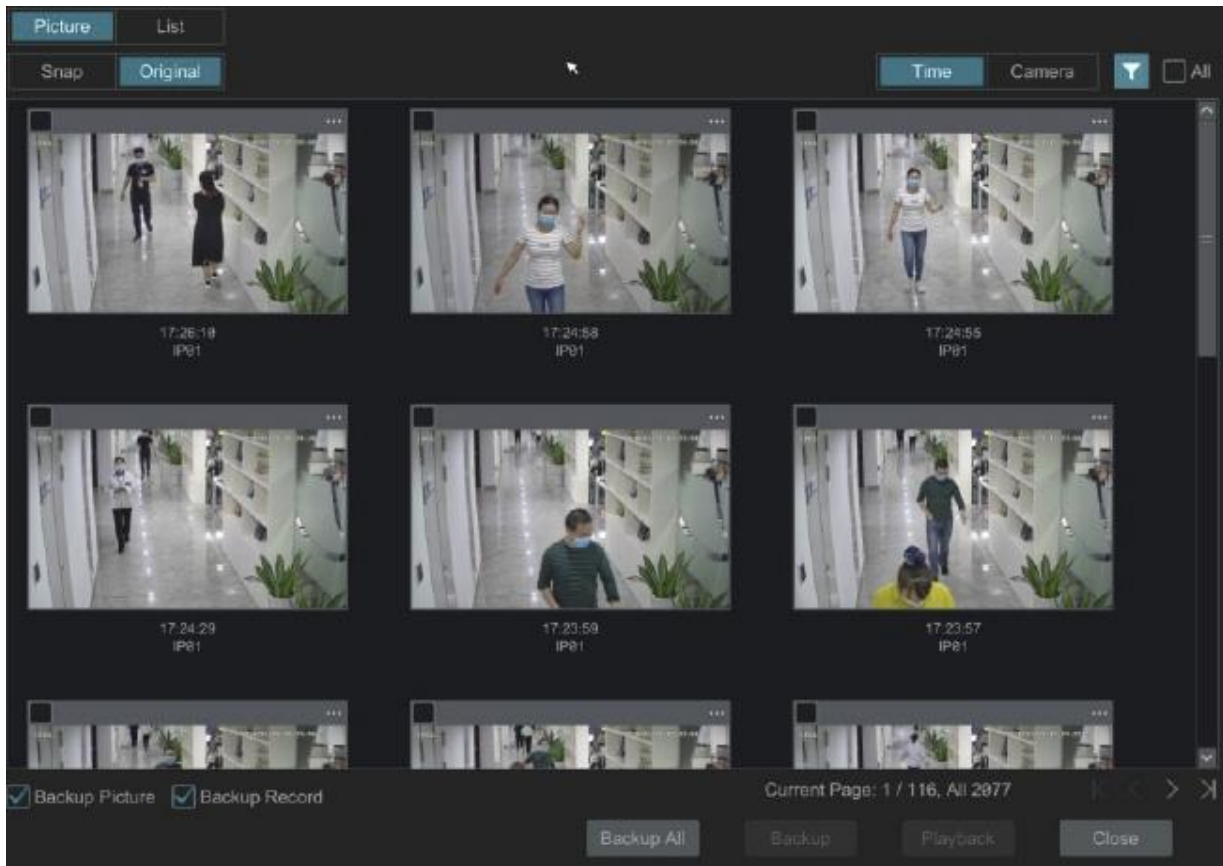 Picture List
Snap Original Time Camera All
17:26:10 17:24:58 17:24:55
IP01 IP01 IP01
17:24:29 17:23:59 17:23:57
IP01 IP01 IP01
Backup Picture Backup Record Current Page: 1 / 116, All 2077
Backup All Backup Playback Close